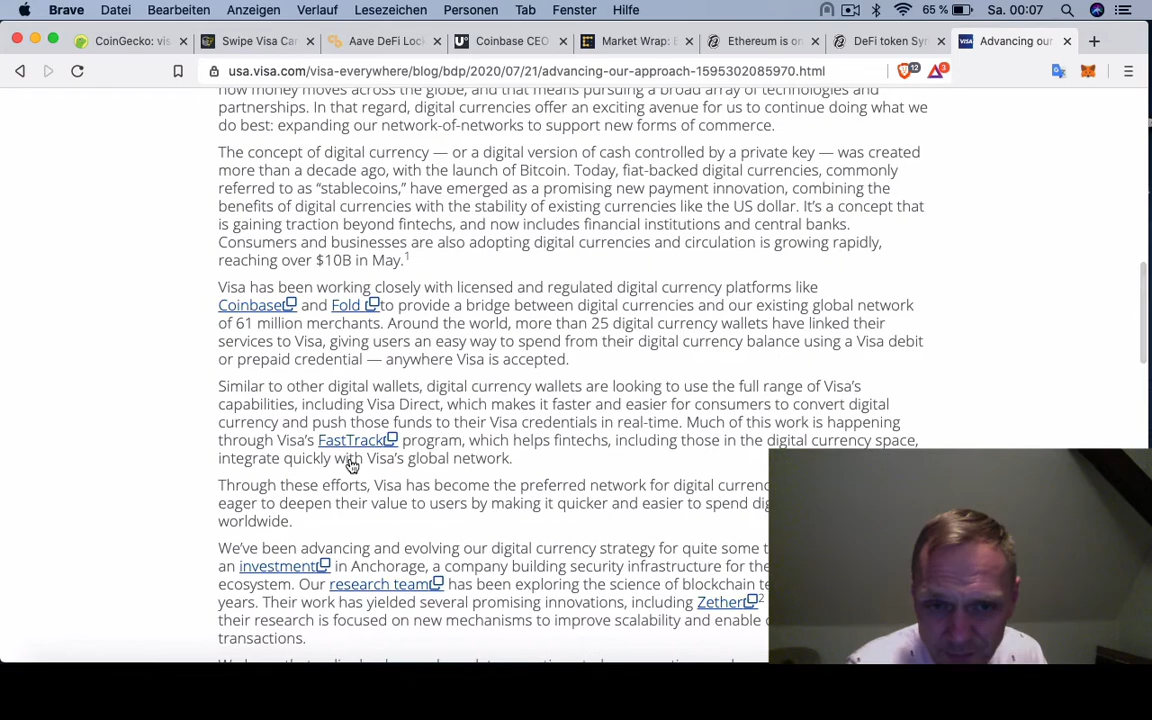 Brave Datei Bearbeiten Anzeigen Verlauf Lesezeichen Personen Tab Fenster Hilfe 65 % Sa. 00:07
CoinGecko: vis Swipe Visa Car Aave DeFi Loc Coinbase CEO Market Wrap: B Ethereum is on DeFi token Syn VISA Advancing our
usa.visa.com/visa-everywhere/blog/bdp/2020/07/21/advancing-our-approach-1595302085970.html 12 3
how money moves across the globe, and that means pursuing a broad array of technologies and
partnerships. In that regard, digital currencies offer an exciting avenue for us to continue doing what we
do best: expanding our network-of-networks to support new forms of commerce.
The concept of digital currency — or a digital version of cash controlled by a private key — was created
more than a decade ago, with the launch of Bitcoin. Today, fiat-backed digital currencies, commonly
referred to as “stablecoins,” have emerged as a promising new payment innovation, combining the
benefits of digital currencies with the stability of existing currencies like the US dollar. It’s a concept that
is gaining traction beyond fintechs, and now includes financial institutions and central banks.
Consumers and businesses are also adopting digital currencies and circulation is growing rapidly,
reaching over $10B in May.1
Visa has been working closely with licensed and regulated digital currency platforms like
Coinbase and Fold to provide a bridge between digital currencies and our existing global network
of 61 million merchants. Around the world, more than 25 digital currency wallets have linked their
services to Visa, giving users an easy way to spend from their digital currency balance using a Visa debit
or prepaid credential — anywhere Visa is accepted.
Similar to other digital wallets, digital currency wallets are looking to use the full range of Visa’s
capabilities, including Visa Direct, which makes it faster and easier for consumers to convert digital
currency and push those funds to their Visa credentials in real-time. Much of this work is happening
through Visa’s FastTrack program, which helps fintechs, including those in the digital currency space,
integrate quickly with Visa’s global network.
Through these efforts, Visa has become the preferred network for digital currenc
eager to deepen their value to users by making it quicker and easier to spend dig
worldwide.
We’ve been advancing and evolving our digital currency strategy for quite some t
an investment in Anchorage, a company building security infrastructure for the
ecosystem. Our research team has been exploring the science of blockchain te
years. Their work has yielded several promising innovations, including Zether2
their research is focused on new mechanisms to improve scalability and enable
transactions.